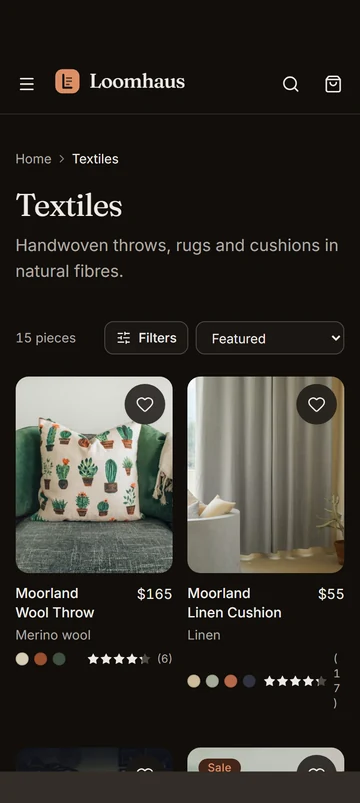 Loomhaus
Home > Textiles
Textiles
Handwoven throws, rugs and cushions in
natural fibres.
15 pieces
Filters
Featured
Moorland
Wool Throw
$165
Merino wool
(6)
Moorland
Linen Cushion
$55
Linen
(
1
7
)
Sale